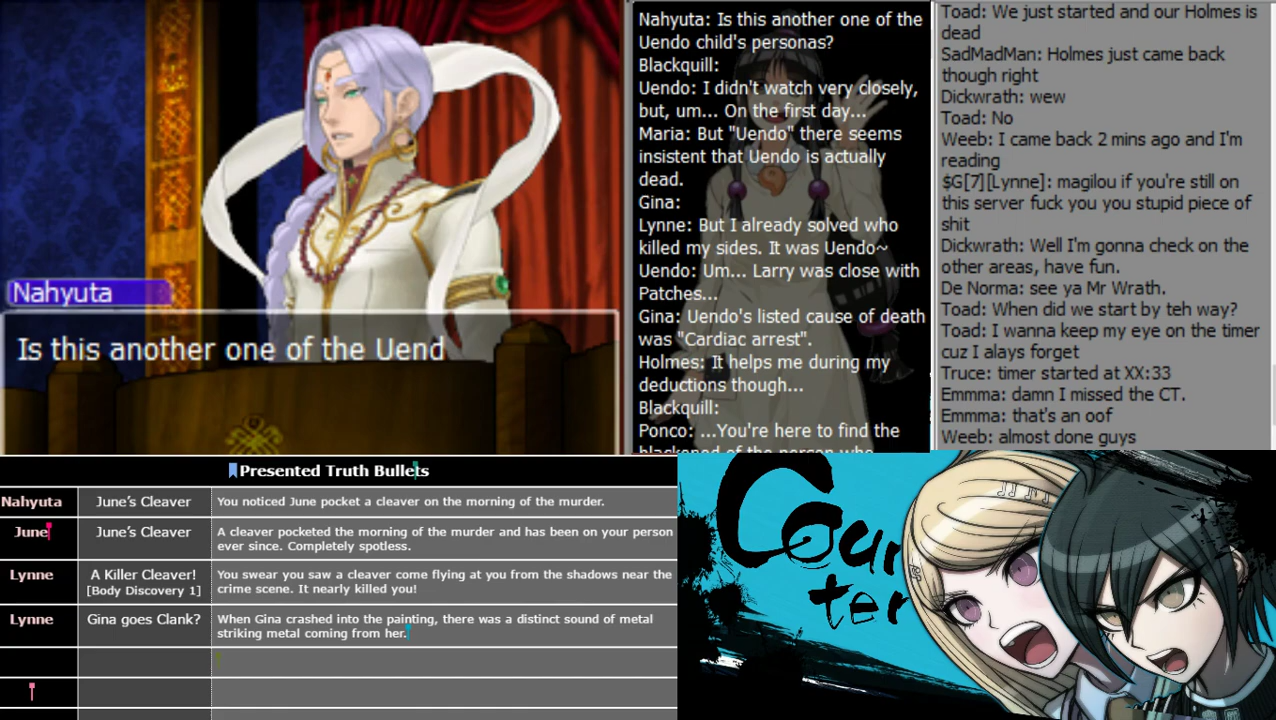 Nahyuta
Is this another one of the Uend
Nahyuta: Is this another one of the
Uendo child's personas?
Blackquill:
Uendo: I didn't watch very closely,
but, um... On the first day...
Maria: But "Uendo" there seems
insistent that Uendo is actually
dead.
Gina:
Lynne: But I already solved who
killed my sides. It was Uendo~
Uendo: Um... Larry was close with
Patches...
Gina: Uendo's listed cause of death
was "Cardiac arrest".
Holmes: It helps me during my
deductions though...
Blackquill:
Ponco: ...You're here to find the
blackened of the person who
Toad: We just started and our Holmes is
dead
SadMadMan: Holmes just came back
though right
Dickwrath: wew
Toad: No
Weeb: I came back 2 mins ago and I'm
reading
$G[7][Lynne]: magilou if you're still on
this server fuck you you stupid piece of
shit
Dickwrath: Well I'm gonna check on the
other areas, have fun.
De Norma: see ya Mr Wrath.
Toad: When did we start by teh way?
Toad: I wanna keep my eye on the timer
cuz I alays forget
Truce: timer started at XX:33
Emmma: damn I missed the CT.
Emmma: that's an oof
Weeb: almost done guys
Presented Truth Bullets
Nahyuta June's Cleaver You noticed June pocket a cleaver on the morning of the murder.
June June's Cleaver A cleaver pocketed the morning of the murder and has been on your person
ever since. Completely spotless.
Lynne A Killer Cleaver! You swear you saw a cleaver come flying at you from the shadows near the
[Body Discovery 1] crime scene. It nearly killed you!
Lynne Gina goes Clank? When Gina crashed into the painting, there was a distinct sound of metal
striking metal coming from her.
Coun
ter